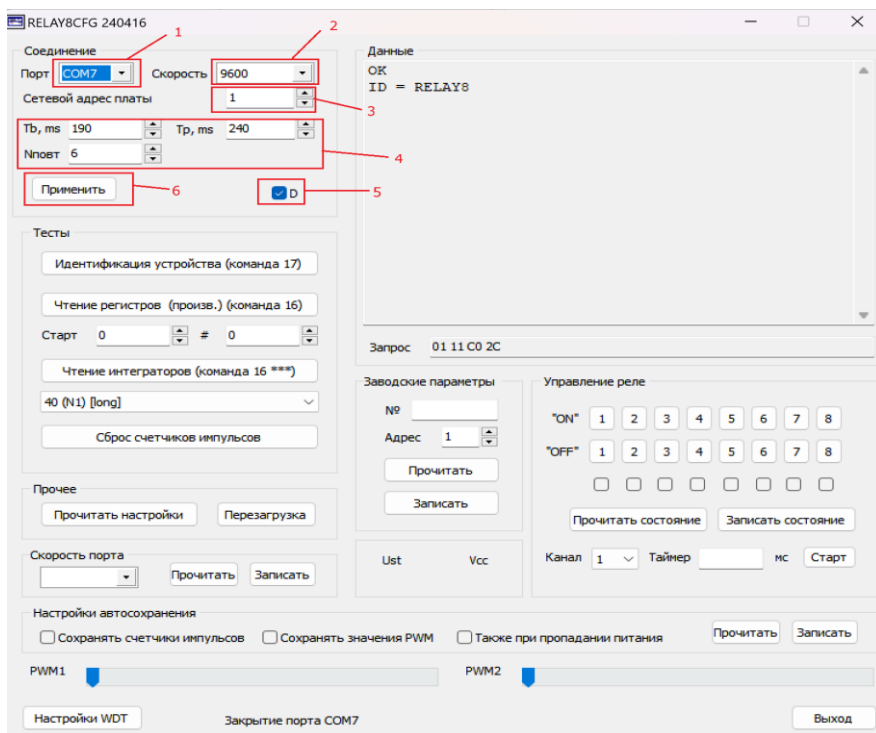 RELAY8CFG 240416
1
2
Соединение
Порт COM7 Скорость 9600
Сетевой адрес платы 1
3
Tb, ms 190 Tp, ms 240
Nповт 6
4
Применить
6
D
5
Данные
OK
ID = RELAY8
Запрос 01 11 C0 2C
Тесты
Идентификация устройства (команда 17)
Чтение регистров (произв.) (команда 16)
Старт 0 # 0
Чтение интеграторов (команда 16 ***)
40 (N1) [long]
Сброс счетчиков импульсов
Заводские параметры
№
Адрес 1
Прочитать
Записать
Управление реле
"ON" 1 2 3 4 5 6 7 8
"OFF" 1 2 3 4 5 6 7 8
Прочитать состояние Записать состояние
Канал 1 Таймер мс Старт
Прочее
Прочитать настройки Перезагрузка
Скорость порта
Прочитать Записать
Ust Vcc
Настройки автосохранения
Сохранять счетчики импульсов Сохранять значения PWM Также при пропадании питания Прочитать Записать
PWM1 PWM2
Настройки WDT Закрытие порта COM7 Выход